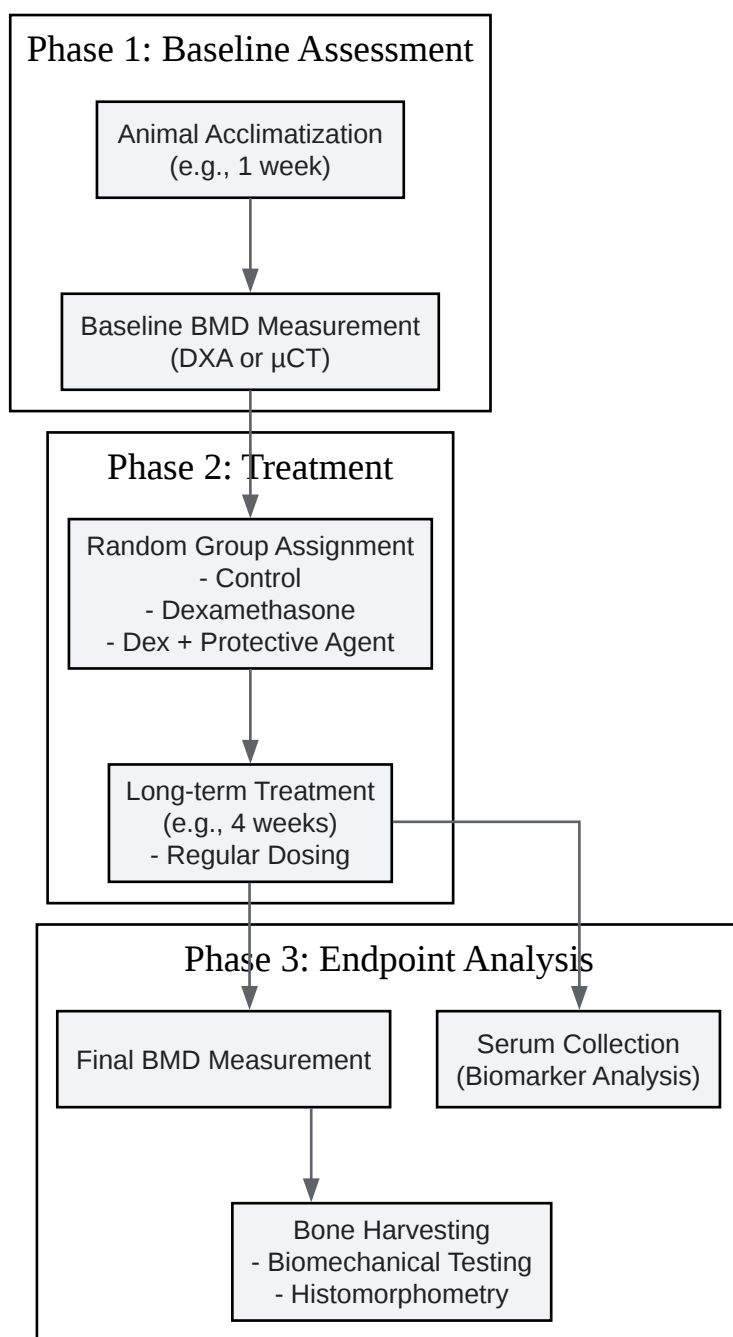 Phase 1: Baseline Assessment
Animal Acclimatization
(e.g., 1 week)
Baseline BMD Measurement
(DXA or µCT)
Phase 2: Treatment
Random Group Assignment
- Control
- Dexamethasone
- Dex + Protective Agent
Long-term Treatment
(e.g., 4 weeks)
- Regular Dosing
Phase 3: Endpoint Analysis
Final BMD Measurement
Serum Collection
(Biomarker Analysis)
Bone Harvesting
- Biomechanical Testing
- Histomorphometry